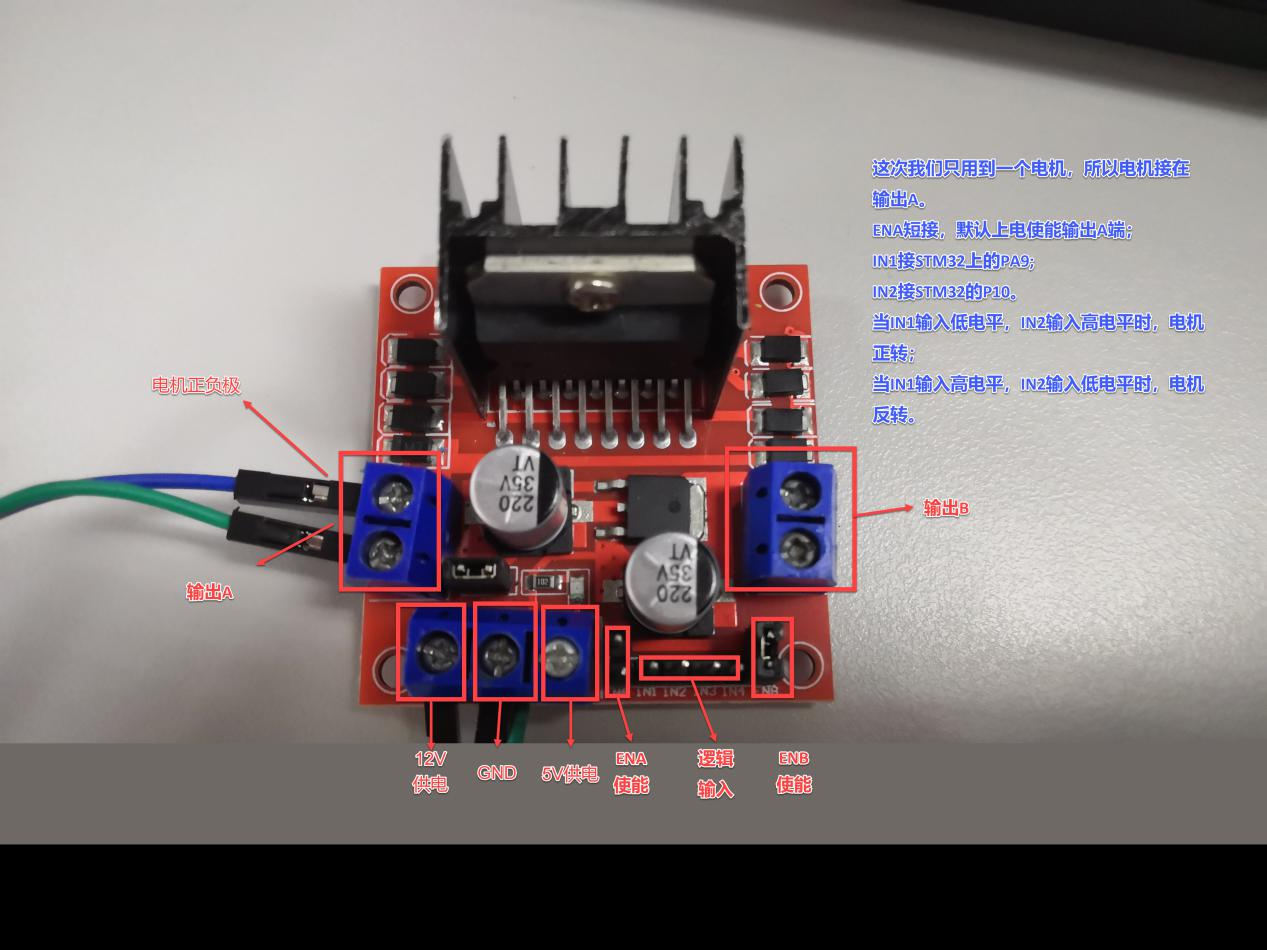 这次我们只用到一个电机，所以电机接在
输出A。
ENA短接，默认上电使能输出A端；
IN1接STM32上的PA9;
IN2接STM32的P10。
当IN1输入低电平，IN2输入高电平时，电机
正转；
当IN1输入高电平，IN2输入低电平时，电机
反转。
电机正负极
220
35V
VT
输出B
220
35V
VT
102
输出A
IN1 IN2 IN3 IN4 ENB
12V
供电
GND
5V供电
ENA
使能
逻辑
输入
ENB
使能